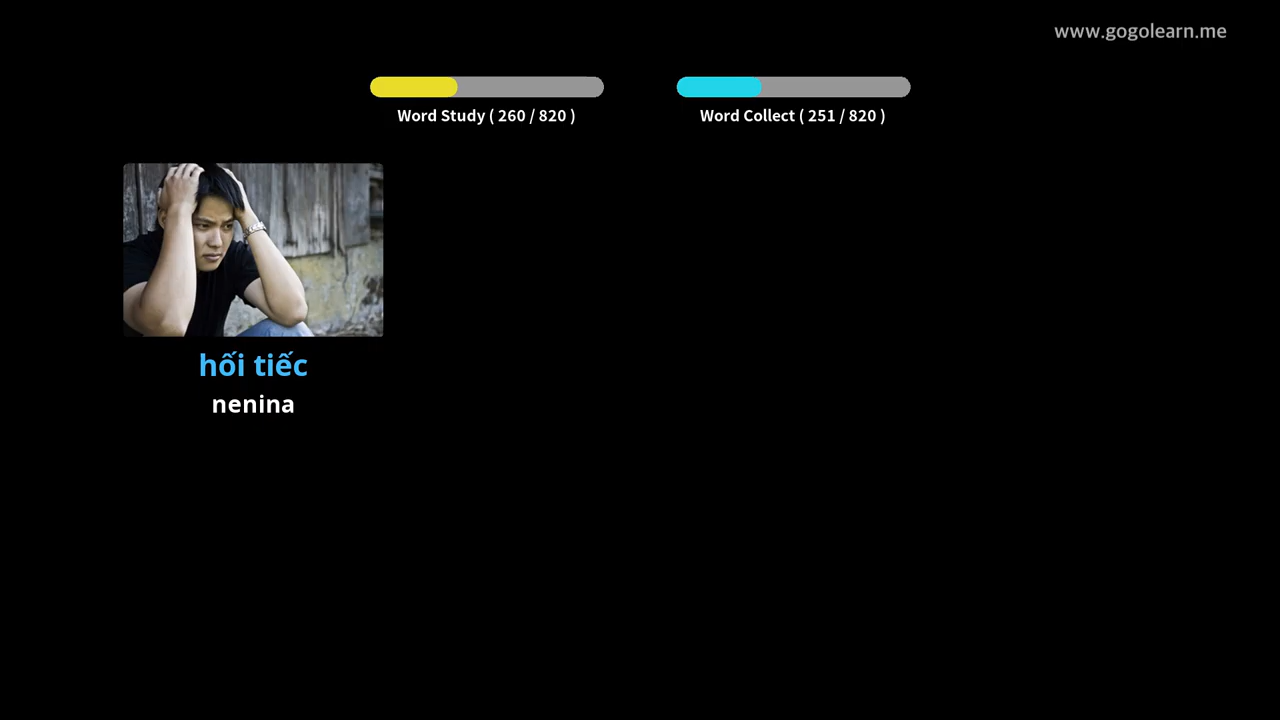 www.gogolearn.me
Word Study ( 260 / 820 )
Word Collect ( 251 / 820 )
hối tiếc
nenina